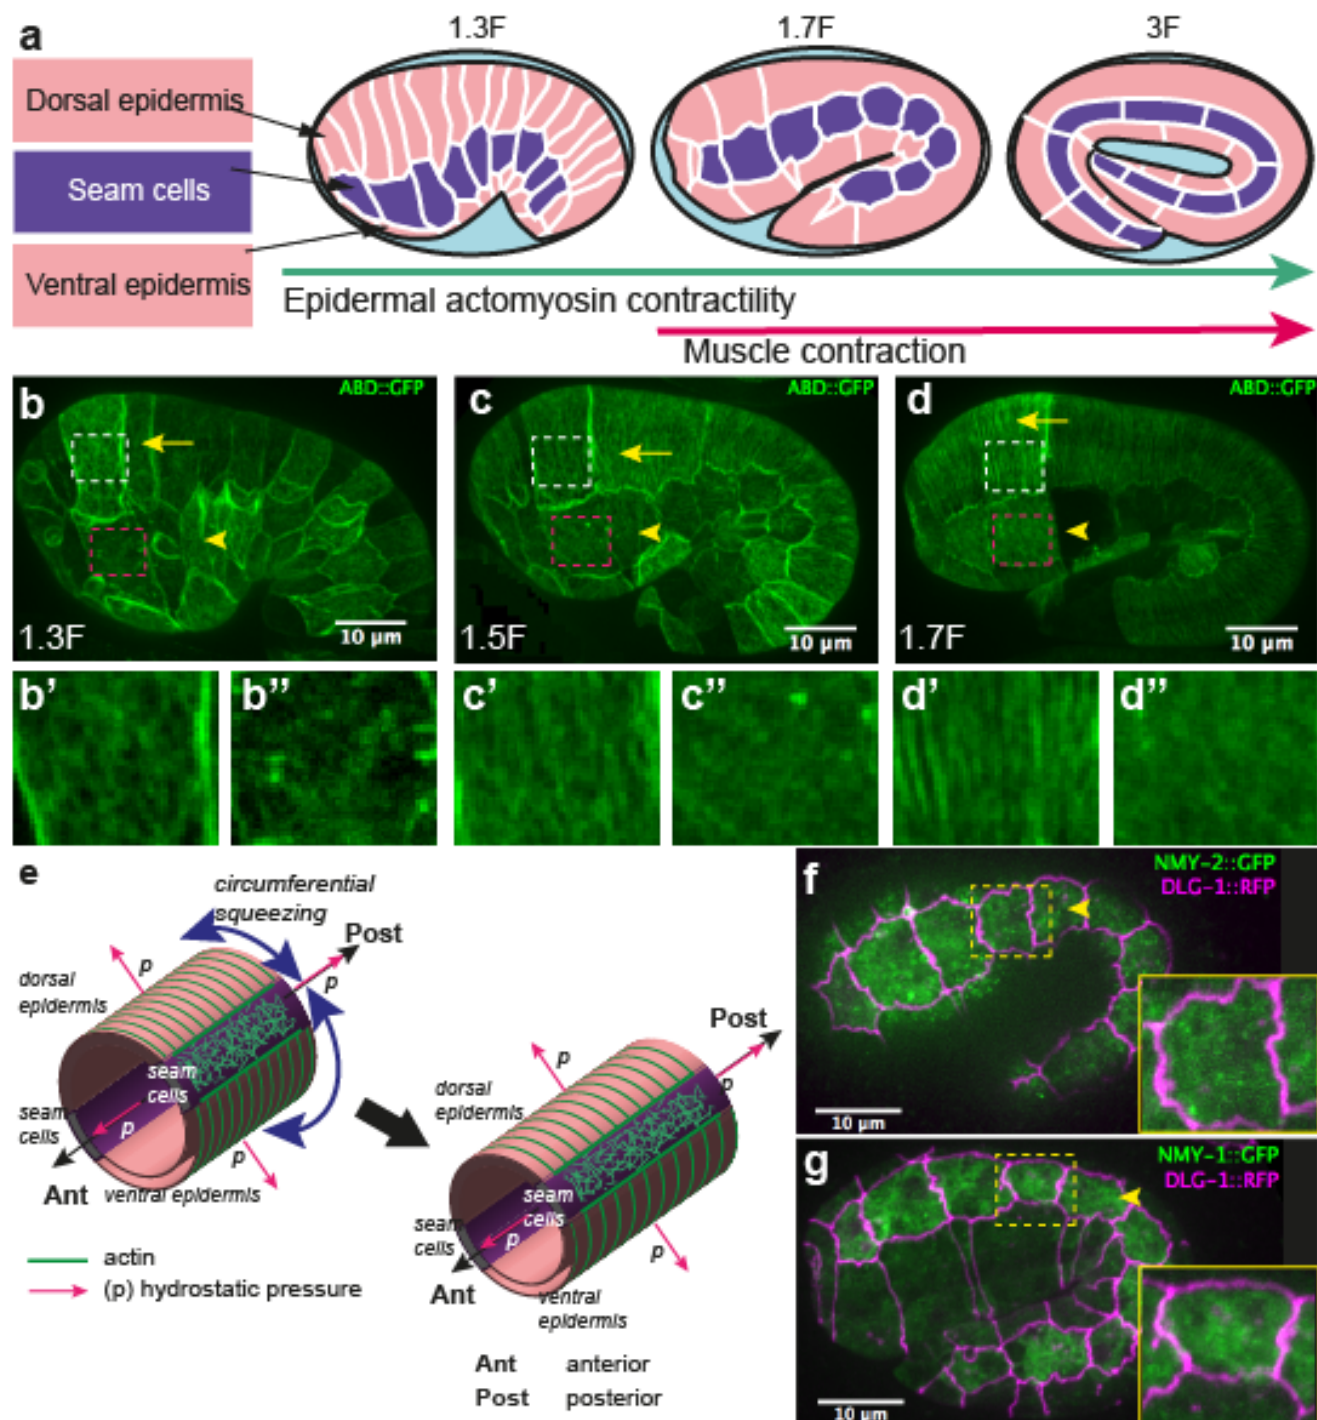 a
1.3F
1.7F
3F
Dorsal epidermis
Seam cells
Ventral epidermis
Epidermal actomyosin contractility
Muscle contraction
b
ABD::GFP
1.3F
10 µm
c
ABD::GFP
1.5F
10 µm
d
ABD::GFP
1.7F
10 µm
b'
b''
c'
c''
d'
d''
e
circumferential
squeezing
Post
p
p
dorsal
epidermis
seam
cells
seam
cells
p
p
Ant
ventral epidermis
Post
p
p
dorsal
epidermis
seam
cells
seam
cells
p
p
Ant
ventral
epidermis
actin
(p) hydrostatic pressure
Ant anterior
Post posterior
f
NMY-2::GFP
DLG-1::RFP
10 µm
g
NMY-1::GFP
DLG-1::RFP
10 µm